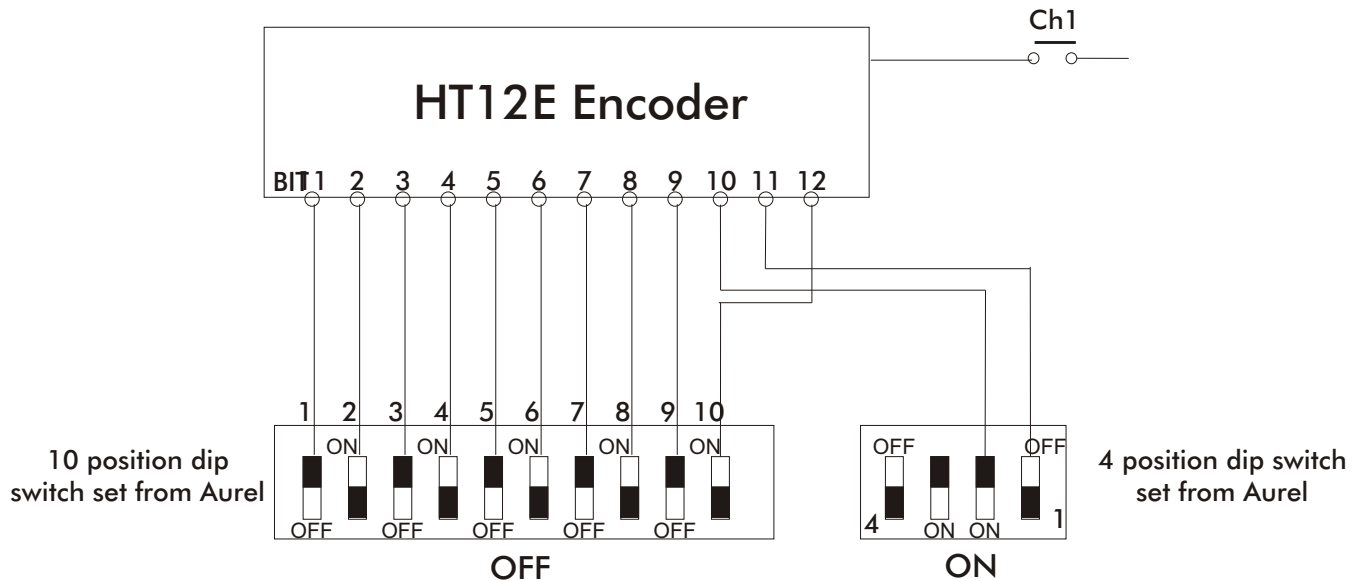 Ch1
HT12E Encoder
BIT1 1 2 3 4 5 6 7 8 9 10 11 12
1 2 3 4 5 6 7 8 9 10
ON ON ON ON ON
OFF OFF OFF OFF OFF
OFF
10 position dip
switch set from Aurel
OFF OFF
4 1
ON ON
ON
4 position dip switch
set from Aurel